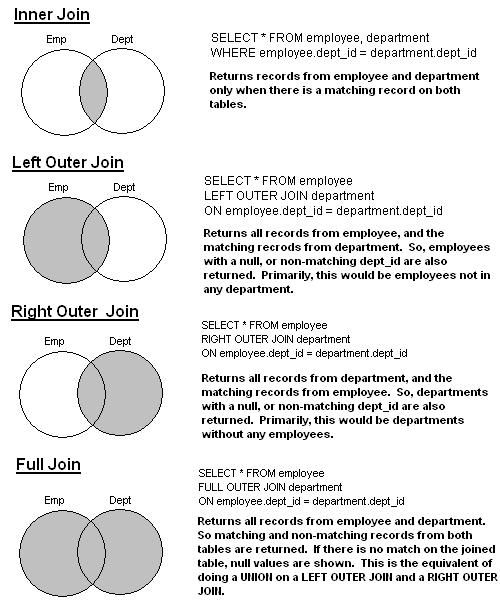 Inner Join
Emp
Dept
SELECT * FROM employee, department
WHERE employee.dept_id = department.dept_id
Returns records from employee and department
only when there is a matching record on both
tables.
Left Outer Join
Emp
Dept
SELECT * FROM employee
LEFT OUTER JOIN department
ON employee.dept_id = department.dept_id
Returns all records from employee, and the
matching recrods from department. So, employees
with a null, or non-matching dept_id are also
returned. Primarily, this would be employees not in
any department.
Right Outer Join
Emp
Dept
SELECT * FROM employee
RIGHT OUTER JOIN department
ON employee.dept_id = department.dept_id
Returns all records from department, and the
matching records from employee. So, departments
with a null, or non-matching dept_id are also
returned. Primarily, this would be departments
without any employees.
Full Join
Emp
Dept
SELECT * FROM employee
FULL OUTER JOIN department
ON employee.dept_id = department.dept_id
Returns all records from employee and department.
So matching and non-matching records from both
tables are returned. If there is no match on the joined
table, null values are shown. This is the equivalent of
doing a UNION on a LEFT OUTER JOIN and a RIGHT OUTER
JOIN.